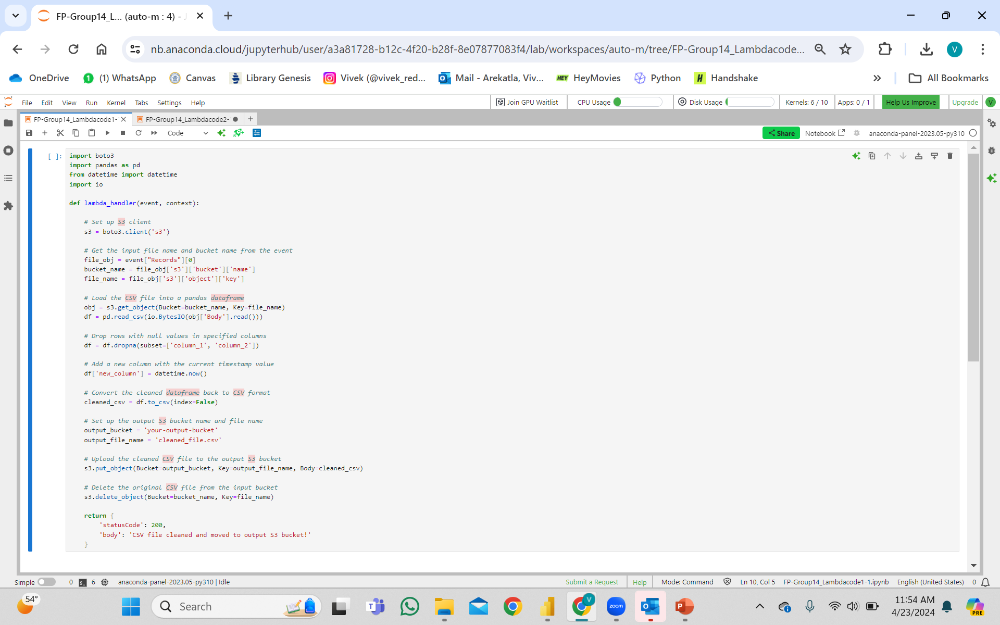 FP-Group14_L... (auto-m : 4) - J
nb.anaconda.cloud/jupyterhub/user/a3a81728-b12c-4f20-b28f-8e07877083f4/lab/workspaces/auto-m/tree/FP-Group14_Lambdacode...
V
OneDrive
1 (1) WhatsApp
Canvas
Library Genesis
Vivek (@vivek_red...
Mail - Arekatla, Viv...
HEY HeyMovies
Python
H Handshake
All Bookmarks
File Edit View Run Kernel Tabs Settings Help
Join GPU Waitlist
CPU Usage
Disk Usage
Kernels: 6 / 10
Apps: 0 / 1
Help Us Improve
Upgrade
V
FP-Group14_Lambdacode1-1
FP-Group14_Lambdacode2-1
Code
Share
Notebook
anaconda-panel-2023.05-py310
[ ]:
import boto3
import pandas as pd
from datetime import datetime
import io
def lambda_handler(event, context):
# Set up S3 client
s3 = boto3.client('s3')
# Get the input file name and bucket name from the event
file_obj = event["Records"][0]
bucket_name = file_obj['s3']['bucket']['name']
file_name = file_obj['s3']['object']['key']
# Load the CSV file into a pandas dataframe
obj = s3.get_object(Bucket=bucket_name, Key=file_name)
df = pd.read_csv(io.BytesIO(obj['Body'].read()))
# Drop rows with null values in specified columns
df = df.dropna(subset=['column_1', 'column_2'])
# Add a new column with the current timestamp value
df['new_column'] = datetime.now()
# Convert the cleaned dataframe back to CSV format
cleaned_csv = df.to_csv(index=False)
# Set up the output S3 bucket name and file name
output_bucket = 'your-output-bucket'
output_file_name = 'cleaned_file.csv'
# Upload the cleaned CSV file to the output S3 bucket
s3.put_object(Bucket=output_bucket, Key=output_file_name, Body=cleaned_csv)
# Delete the original CSV file from the input bucket
s3.delete_object(Bucket=bucket_name, Key=file_name)
return {
'statusCode': 200,
'body': 'CSV file cleaned and moved to output S3 bucket!'
}
Simple
0
6
anaconda-panel-2023.05-py310 | Idle
Submit a Request
Help
Mode: Command
Ln 10, Col 5
FP-Group14_Lambdacode1-1.ipynb
English (United States)
0
54°
Search
V
zoom
11:54 AM
4/23/2024
PRE